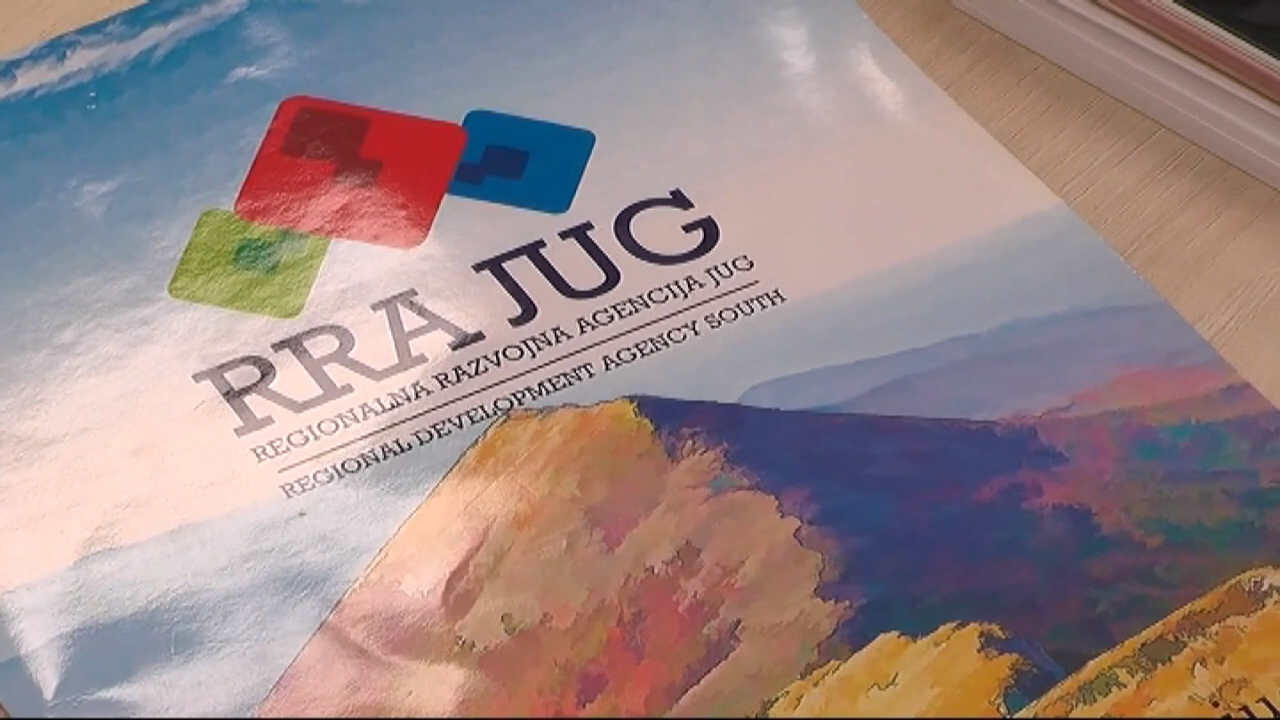 RRA JUG
REGIONALNA RAZVOJNA AGENCIJA JUG
REGIONAL DEVELOPMENT AGENCY SOUTH